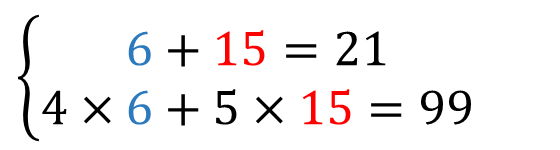 6 + 15 = 21
4 × 6 + 5 × 15 = 99